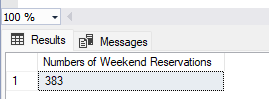 100 %
Results Messages
Numbers of Weekend Reservations
1 383